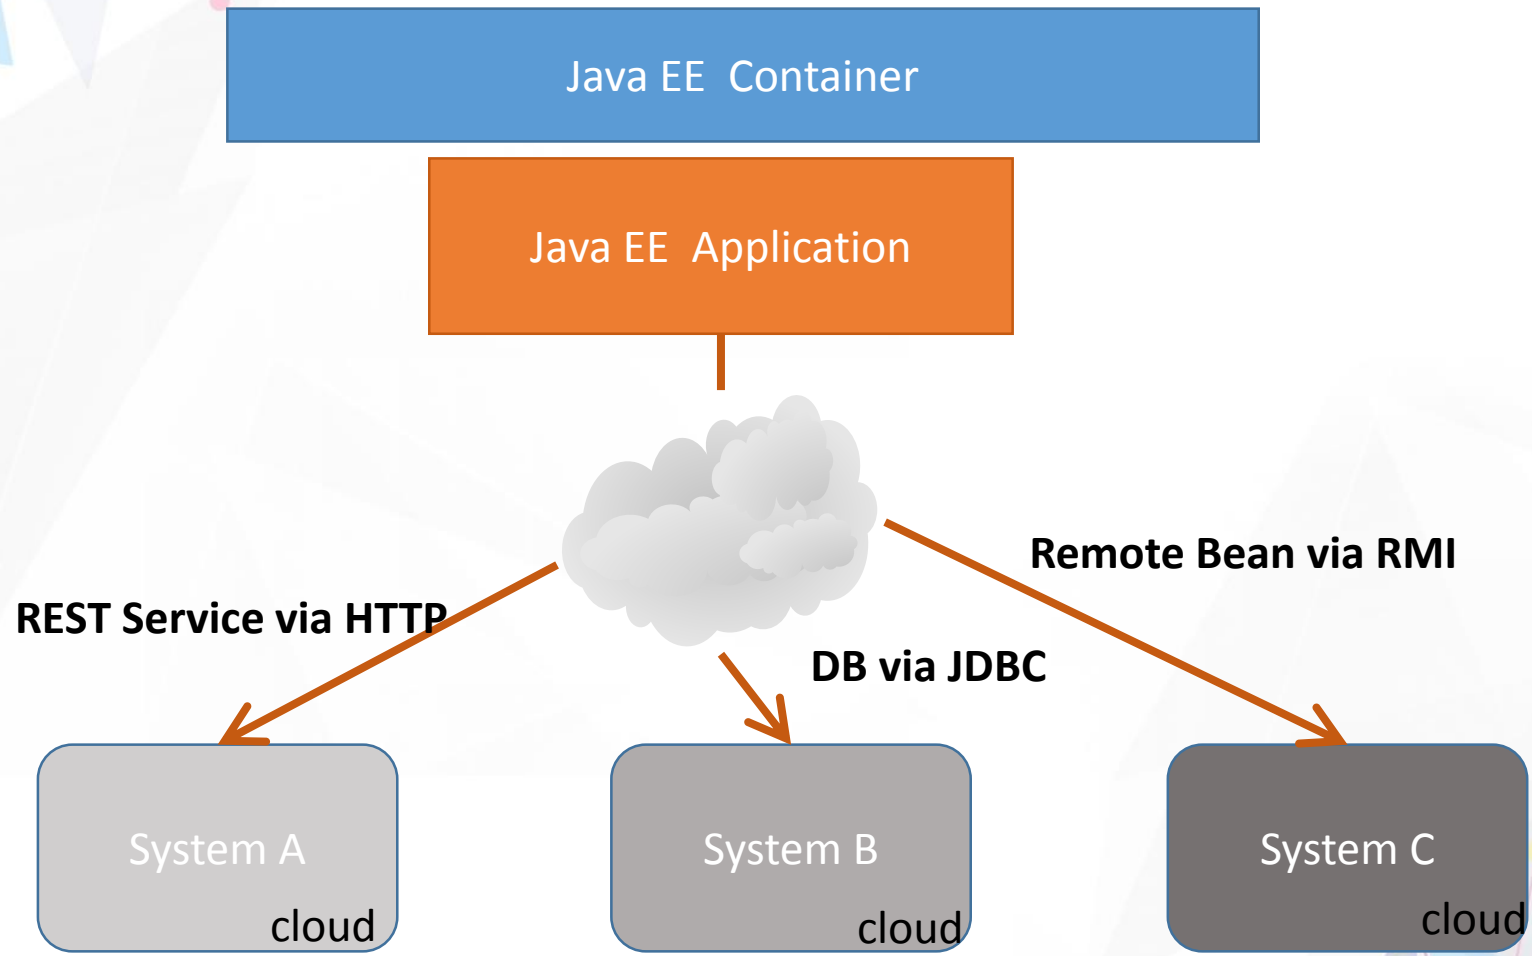 Java EE  Container
Java EE  Application
Remote Bean via RMI
REST Service via HTTP
DB via JDBC
System A
cloud
System B
cloud
System C
cloud